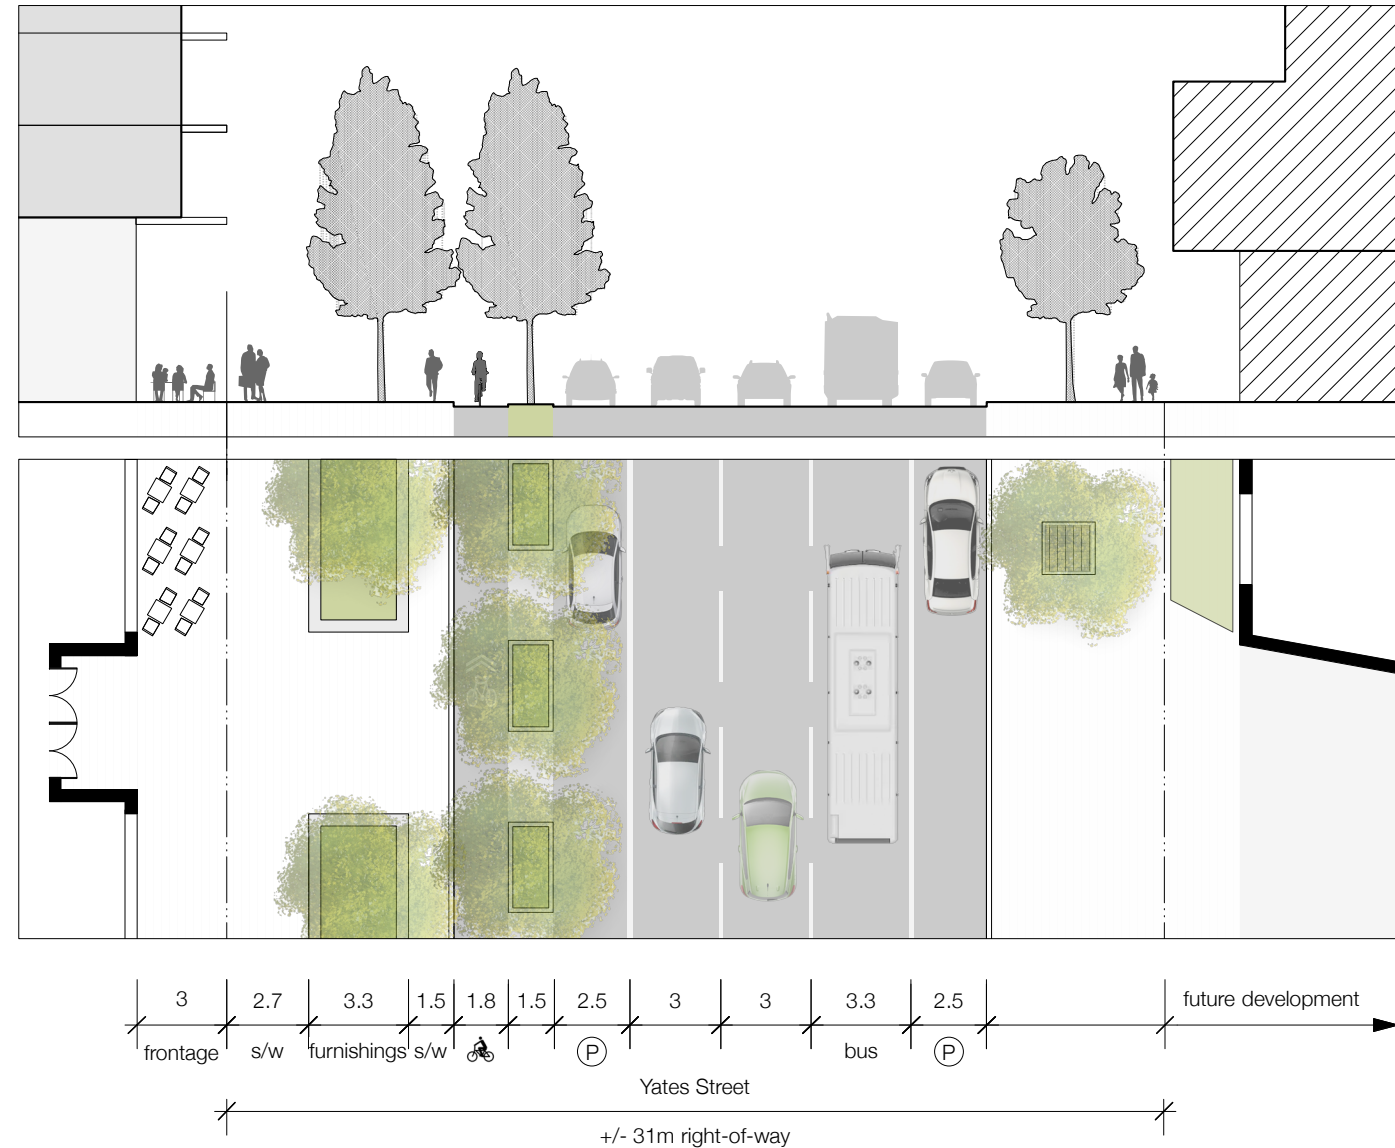 3 2.7 3.3 1.5 1.8 1.5 2.5 3 3 3.3 2.5 future development
frontage s/w furnishings s/w P bus P
Yates Street
+/- 31m right-of-way